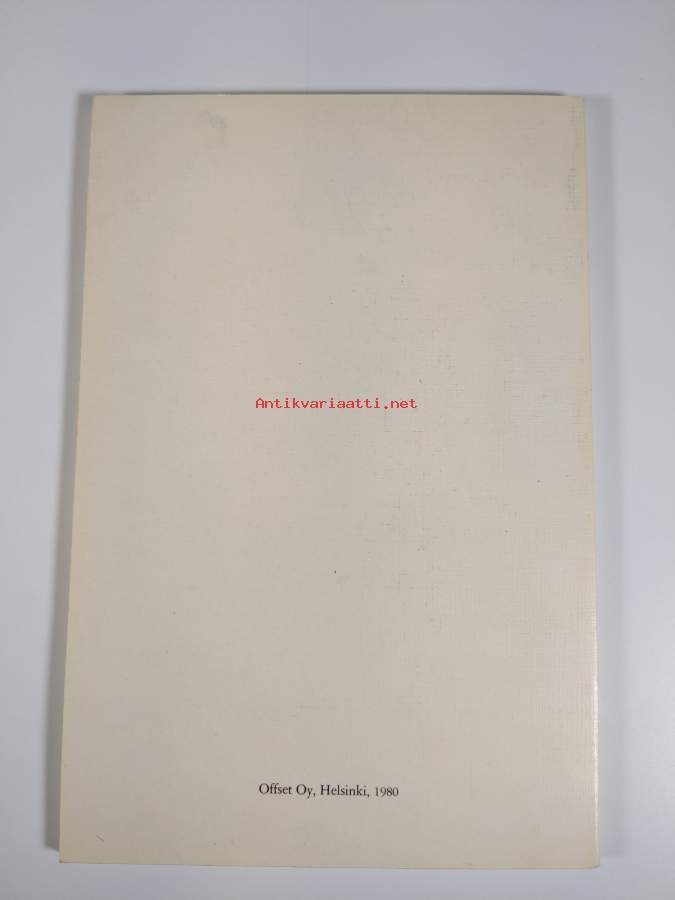 Antikvariaatti.net
Offset Oy, Helsinki, 1980